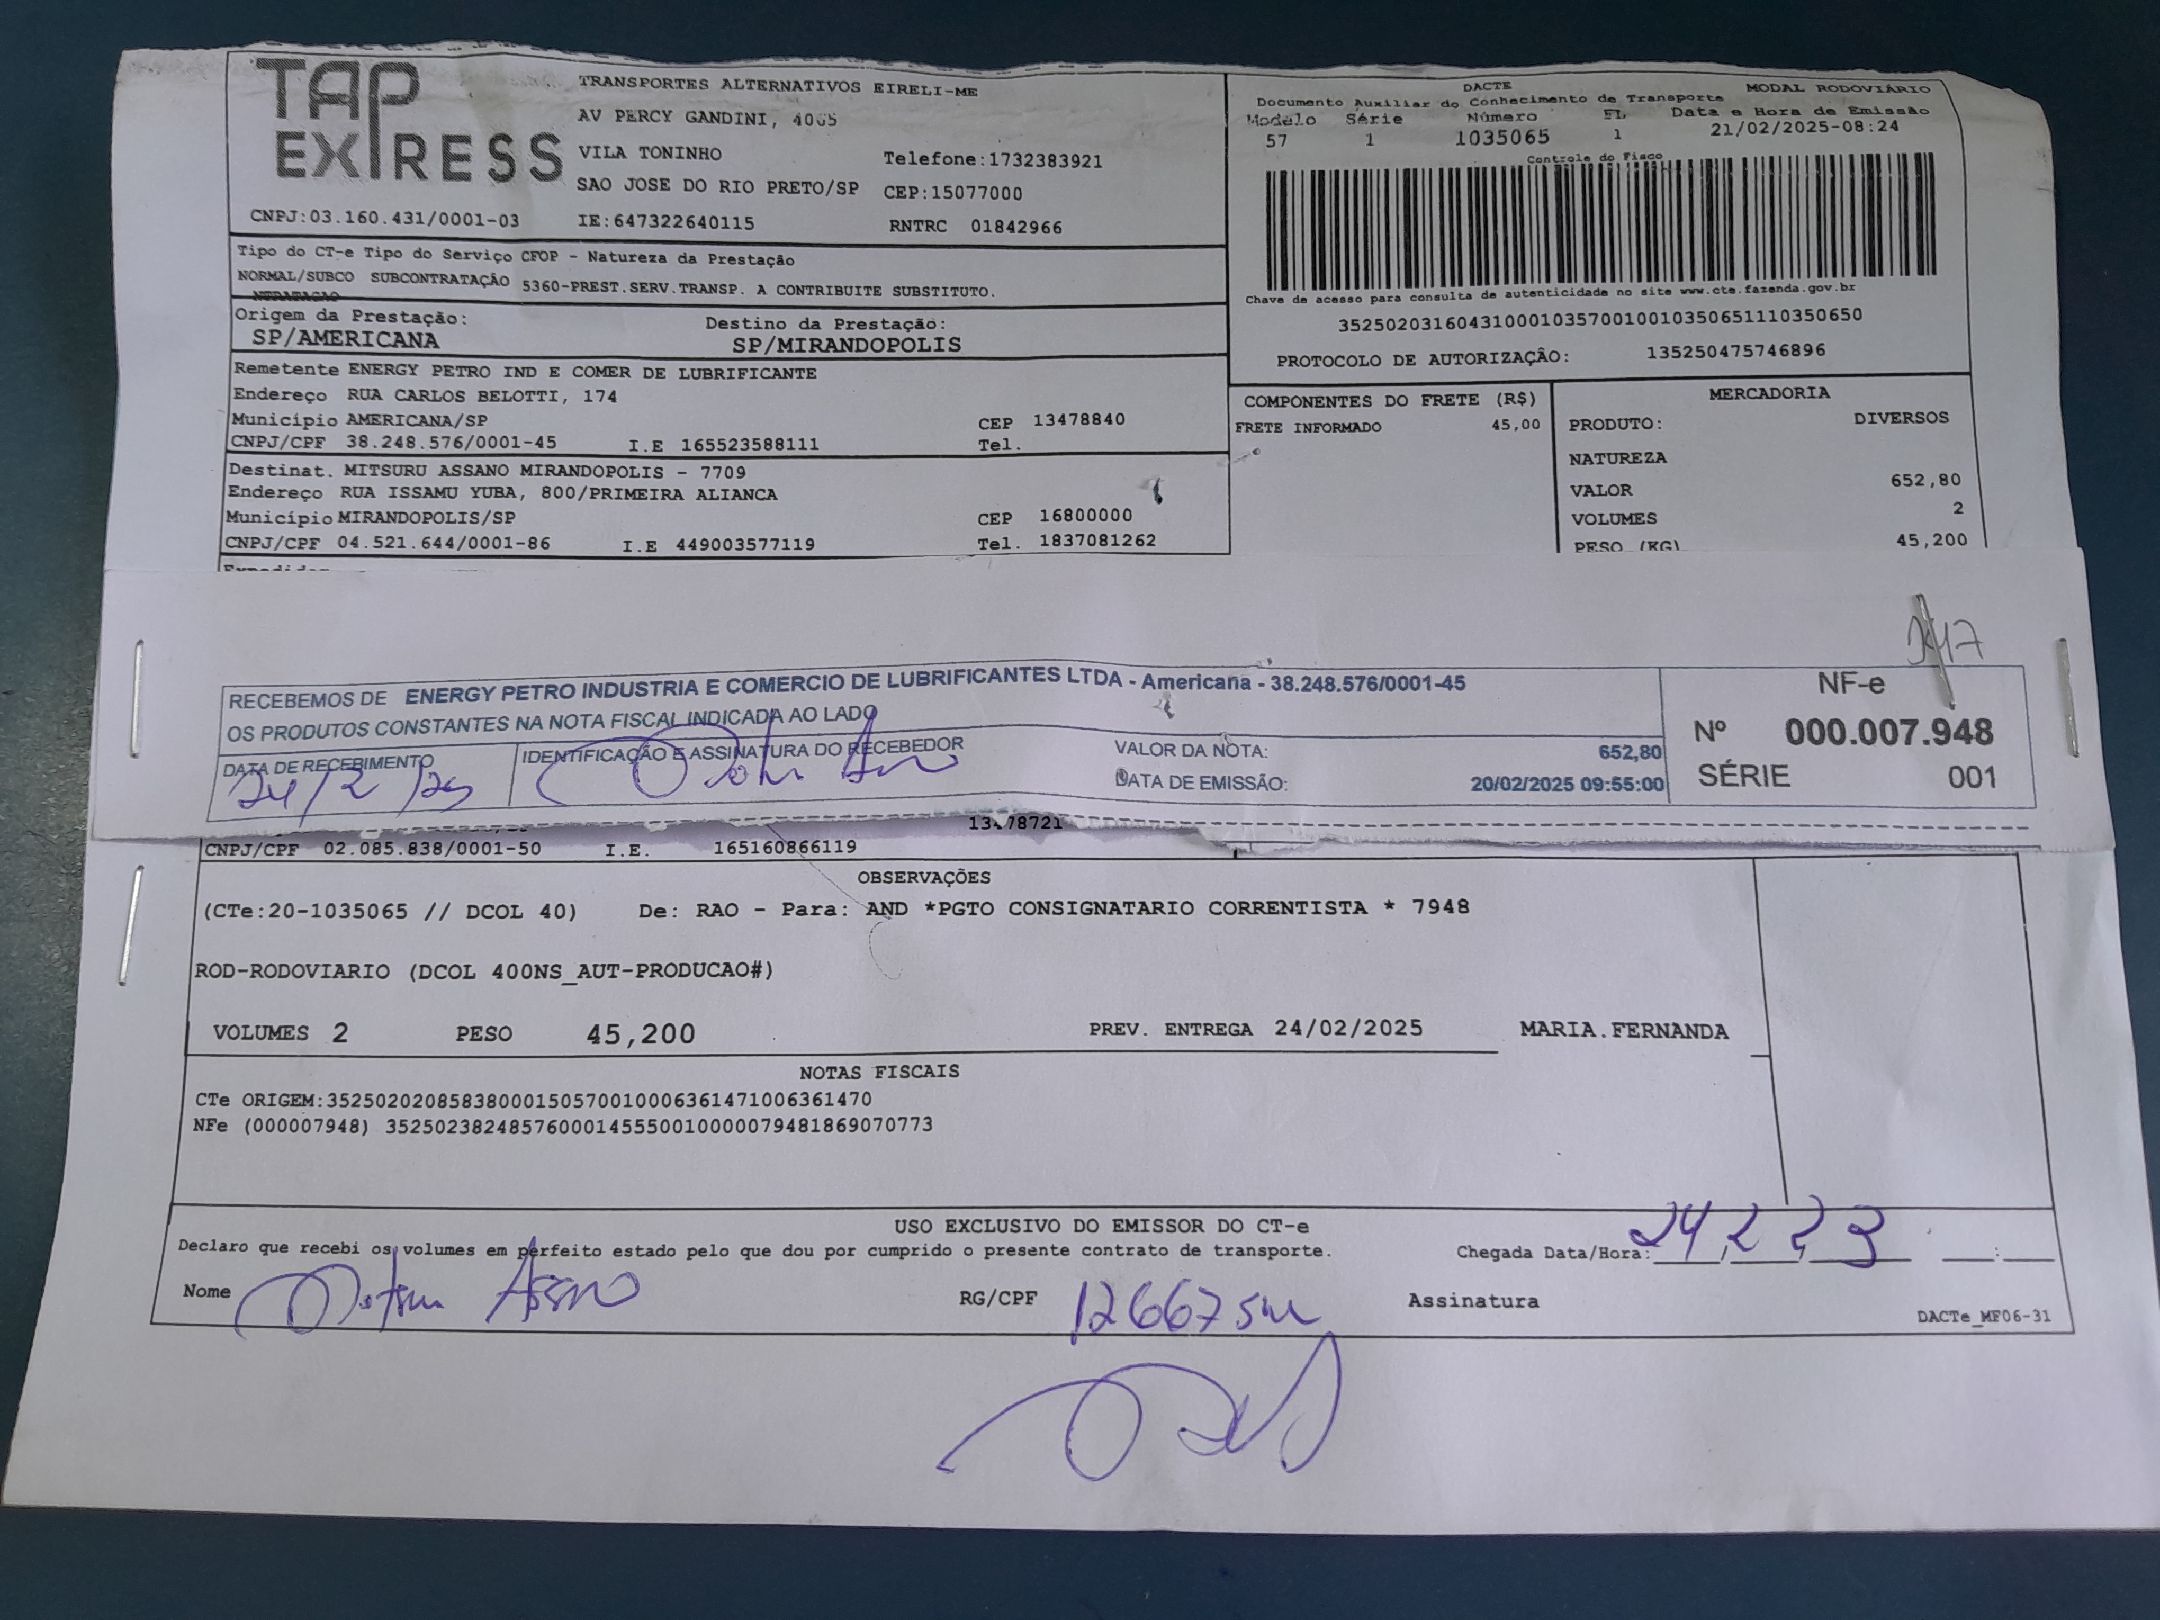 TAP EXPRESS
TRANSPORTES ALTERNATIVOS EIRELI-ME
AV PERCY GANDINI, 4065
VILA TONINHO
Telefone:1732383921
SAO JOSE DO RIO PRETO/SP CEP:15077000
CNPJ:03.160.431/0001-03 IE:647322640115 RNTRC 01842966
DACTE MODAL RODOVIÁRIO
Documento Auxiliar do Conhecimento de Transporte
Modelo Série Número FL Data e Hora de Emissão
57 1 1035065 1 21/02/2025-08:24
Controle do Fisco
Chave de acesso para consulta de autenticidade no site www.cte.fazenda.gov.br
35250203160431000103570010010350651110350650
PROTOCOLO DE AUTORIZAÇÃO: 135250475746896
Tipo do CT-e Tipo do Serviço CFOP - Natureza da Prestação
NORMAL/SUBCO SUBCONTRATAÇÃO 5360-PREST.SERV.TRANSP. A CONTRIBUITE SUBSTITUTO.
NTRATACAO
Origem da Prestação: Destino da Prestação:
SP/AMERICANA SP/MIRANDOPOLIS
Remetente ENERGY PETRO IND E COMER DE LUBRIFICANTE
Endereço RUA CARLOS BELOTTI, 174
Município AMERICANA/SP CEP 13478840
CNPJ/CPF 38.248.576/0001-45 I.E 165523588111 Tel.
Destinat. MITSURU ASSANO MIRANDOPOLIS - 7709
Endereço RUA ISSAMU YUBA, 800/PRIMEIRA ALIANCA
Município MIRANDOPOLIS/SP CEP 16800000
CNPJ/CPF 04.521.644/0001-86 I.E 449003577119 Tel. 1837081262
COMPONENTES DO FRETE (R$)
FRETE INFORMADO 45,00
MERCADORIA
PRODUTO: DIVERSOS
NATUREZA
VALOR 652,80
VOLUMES 2
PESO (KG) 45,200
RECEBEMOS DE ENERGY PETRO INDUSTRIA E COMERCIO DE LUBRIFICANTES LTDA - Americana - 38.248.576/0001-45
OS PRODUTOS CONSTANTES NA NOTA FISCAL INDICADA AO LADO
DATA DE RECEBIMENTO IDENTIFICAÇÃO E ASSINATURA DO RECEBEDOR
24/2/25
VALOR DA NOTA: 652,80
DATA DE EMISSÃO: 20/02/2025 09:55:00
NF-e
Nº 000.007.948
SÉRIE 001
CNPJ/CPF 02.085.838/0001-50 I.E. 165160866119
OBSERVAÇÕES
(CTe:20-1035065 // DCOL 40) De: RAO - Para: AND *PGTO CONSIGNATARIO CORRENTISTA * 7948
ROD-RODOVIARIO (DCOL 400NS_AUT-PRODUCAO#)
VOLUMES 2 PESO 45,200 PREV. ENTREGA 24/02/2025 MARIA.FERNANDA
NOTAS FISCAIS
CTe ORIGEM:35250202085838000150570010006361471006361470
NFe (000007948) 35250238248576000145550010000079481869070773
USO EXCLUSIVO DO EMISSOR DO CT-e
Declaro que recebi os volumes em perfeito estado pelo que dou por cumprido o presente contrato de transporte.
Chegada Data/Hora: 24 2 23
Nome RG/CPF Assinatura
DACTe_MF06-31